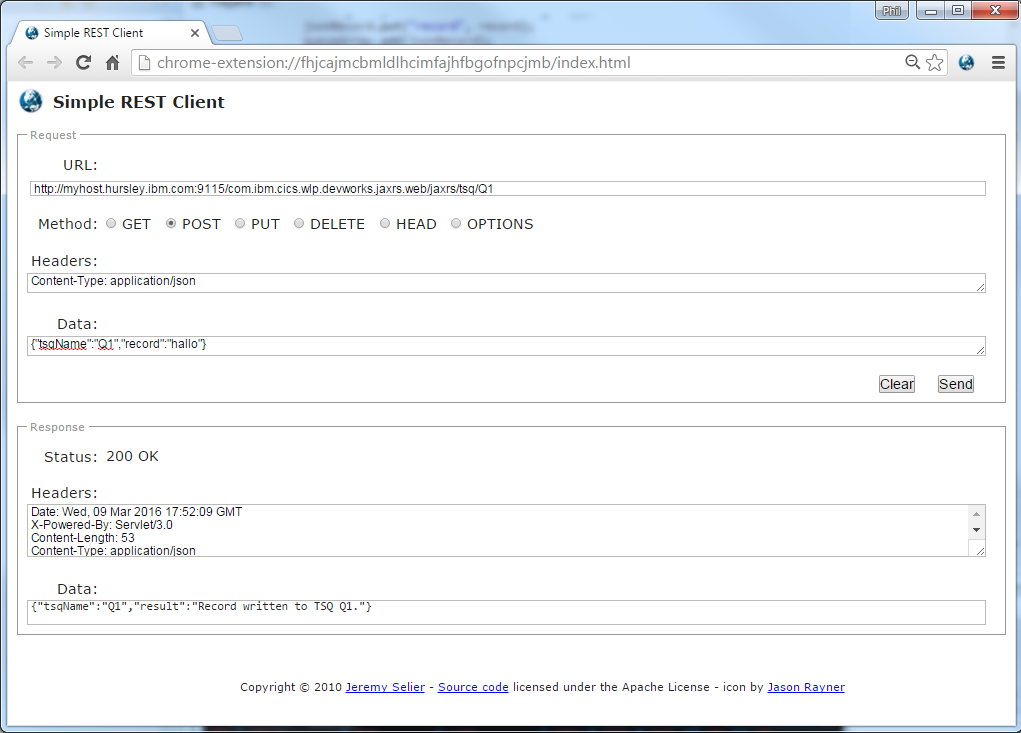 Phil
Simple REST Client
chrome-extension://fhjcajmcbmldlhcimfajhfbgofnpcjmb/index.html
Simple REST Client
Request
URL:
http://myhost.hursley.ibm.com:9115/com.ibm.cics.wlp.devworks.jaxrs.web/jaxrs/tsq/Q1
Method: GET POST PUT DELETE HEAD OPTIONS
Headers:
Content-Type: application/json
Data:
{"tsqName":"Q1","record":"hallo"}
Clear Send
Response
Status: 200 OK
Headers:
Date: Wed, 09 Mar 2016 17:52:09 GMT
X-Powered-By: Servlet/3.0
Content-Length: 53
Content-Type: application/json
Data:
{"tsqName":"Q1","result":"Record written to TSQ Q1."}
Copyright © 2010 Jeremy Selier - Source code licensed under the Apache License - icon by Jason Rayner